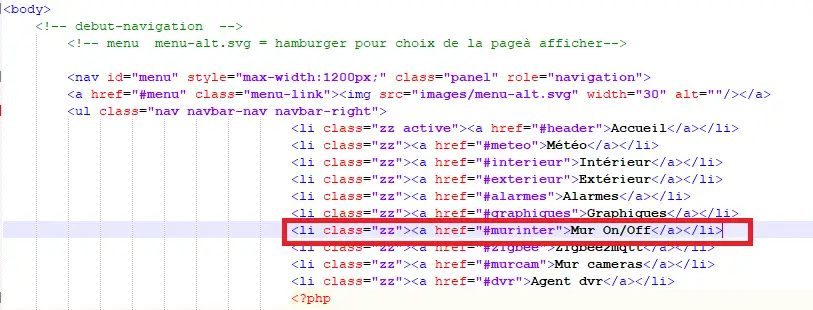 <body>
<!-- debut-navigation  -->
<!-- menu  menu-alt.svg = hamburger pour choix de la pageà afficher-->
<nav id="menu" style="max-width:1200px;" class="panel" role="navigation">
<a href="#menu" class="menu-link"><img src="images/menu-alt.svg" width="30" alt=""/></a>
<ul class="nav navbar-nav navbar-right">
<li class="zz active"><a href="#header">Accueil</a></li>
<li class="zz"><a href="#meteo">Météo</a></li>
<li class="zz"><a href="#interieur">Intérieur</a></li>
<li class="zz"><a href="#exterieur">Extérieur</a></li>
<li class="zz"><a href="#alarmes">Alarmes</a></li>
<li class="zz"><a href="#graphiques">Graphiques</a></li>
<li class="zz"><a href="#murinter">Mur On/Off</a></li>
<li class="zz"><a href="#zigbee">Zigbee2mqtt</a></li>
<li class="zz"><a href="#murcam">Mur cameras</a></li>
<li class="zz"><a href="#dvr">Agent dvr</a></li>
<?php